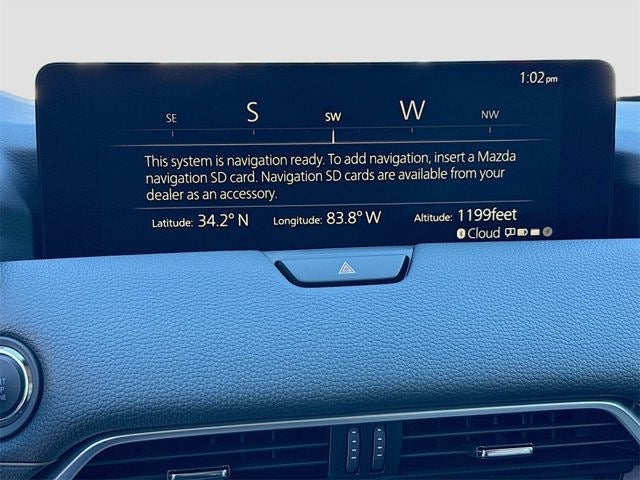 1:02pm
SE S SW W NW
This system is navigation ready. To add navigation, insert a Mazda
navigation SD card. Navigation SD cards are available from your
dealer as an accessory.
Latitude: 34.2° N Longitude: 83.8° W Altitude: 1199feet
Cloud